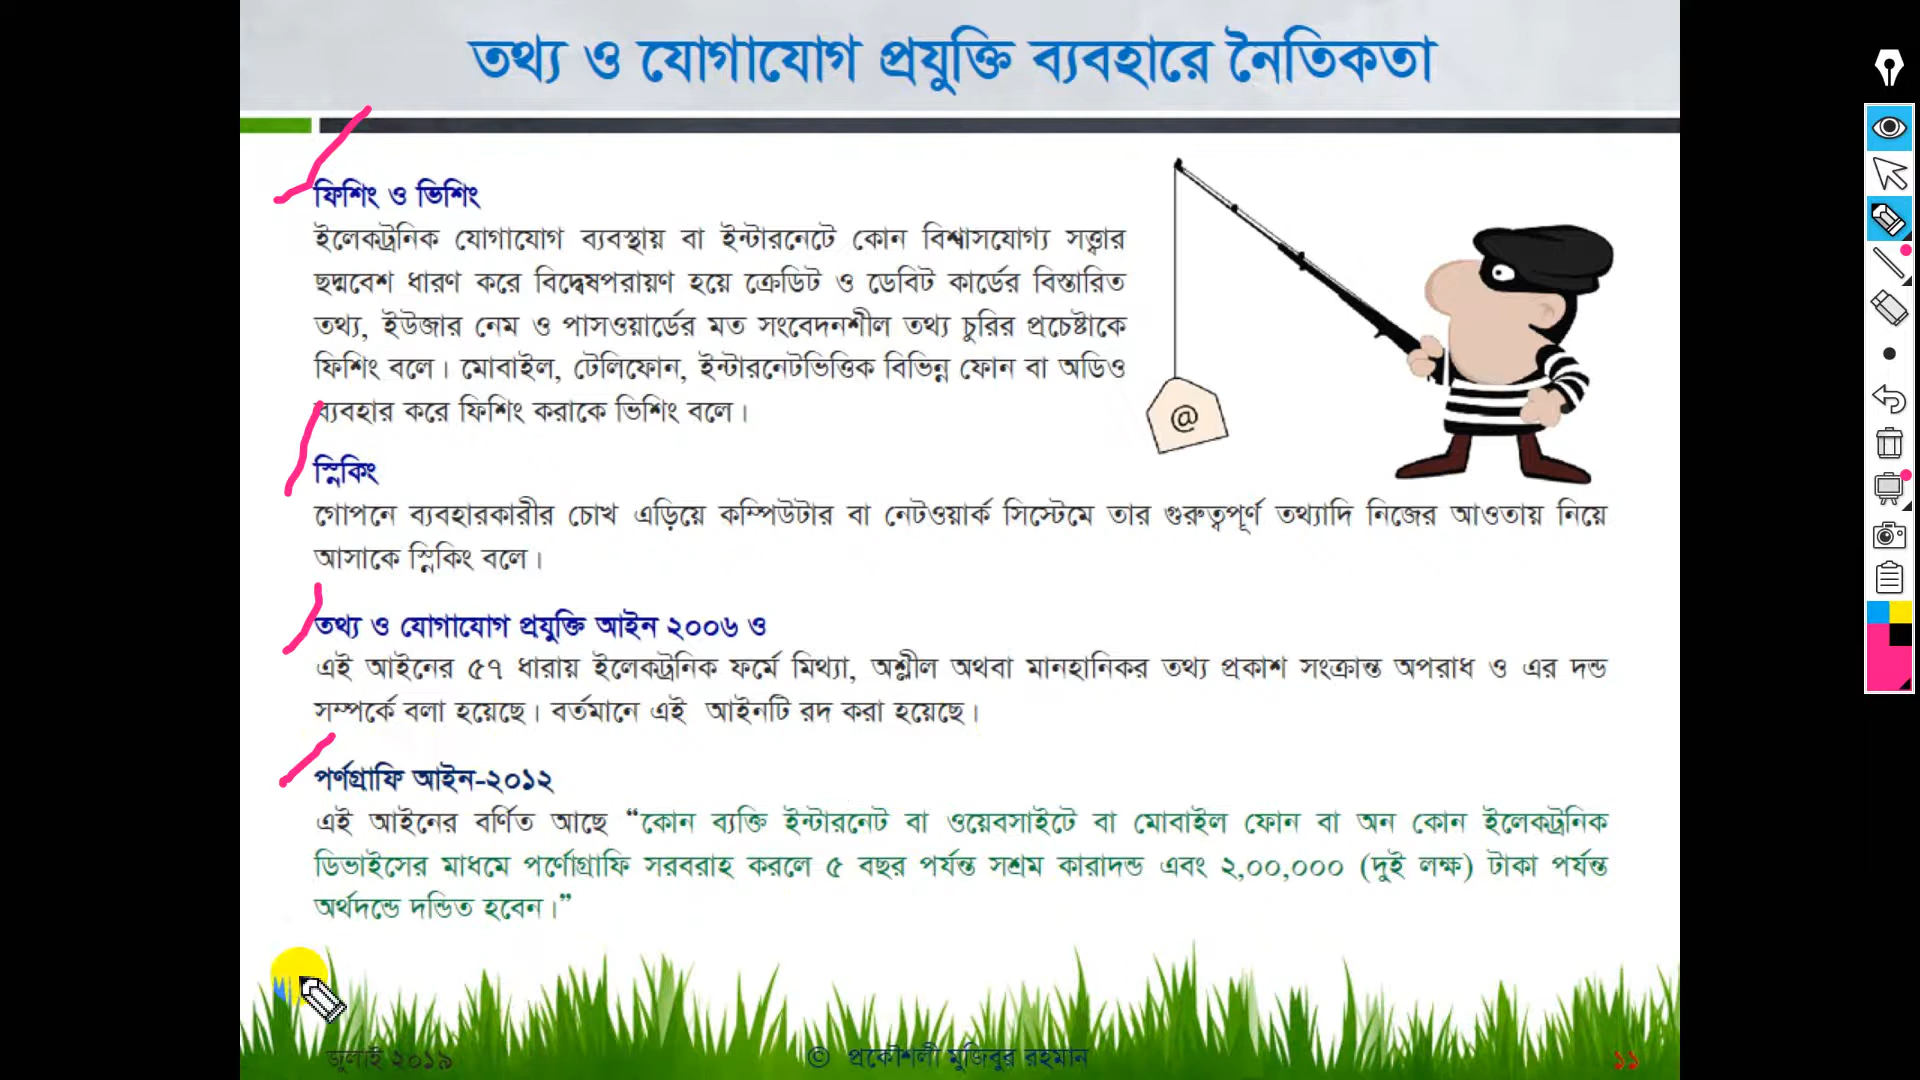 তথ্য ও যোগাযোগ প্রযুক্তি ব্যবহারে নৈতিকতা
ফিশিং ও ভিশিং
ইলেকট্রনিক যোগাযোগ ব্যবস্থায় বা ইন্টারনেটে কোন বিশ্বাসযোগ্য সত্ত্বার
ছদ্মবেশ ধারণ করে বিদ্বেষপরায়ণ হয়ে ক্রেডিট ও ডেবিট কার্ডের বিস্তারিত
তথ্য, ইউজার নেম ও পাসওয়ার্ডের মত সংবেদনশীল তথ্য চুরির প্রচেষ্টাকে
ফিশিং বলে। মোবাইল, টেলিফোন, ইন্টারনেটভিত্তিক বিভিন্ন ফোন বা অডিও
ব্যবহার করে ফিশিং করাকে ভিশিং বলে।
@
স্নিকিং
গোপনে ব্যবহারকারীর চোখ এড়িয়ে কম্পিউটার বা নেটওয়ার্ক সিস্টেমে তার গুরুত্বপূর্ণ তথ্যাদি নিজের আওতায় নিয়ে
আসাকে স্নিকিং বলে।
তথ্য ও যোগাযোগ প্রযুক্তি আইন ২০০৬ ও
এই আইনের ৫৭ ধারায় ইলেকট্রনিক ফর্মে মিথ্যা, অশ্লীল অথবা মানহানিকর তথ্য প্রকাশ সংক্রান্ত অপরাধ ও এর দন্ড
সম্পর্কে বলা হয়েছে। বর্তমানে এই আইনটি রদ করা হয়েছে।
পর্ণগ্রাফি আইন-২০১২
এই আইনের বর্ণিত আছে “কোন ব্যক্তি ইন্টারনেট বা ওয়েবসাইটে বা মোবাইল ফোন বা অন কোন ইলেকট্রনিক
ডিভাইসের মাধমে পর্ণোগ্রাফি সরবরাহ করলে ৫ বছর পর্যন্ত সশ্রম কারাদন্ড এবং ২,০০,০০০ (দুই লক্ষ) টাকা পর্যন্ত
অর্থদন্ডে দন্ডিত হবেন।”
জুলাই ২০১৯
© প্রকৌশলী মুজিবুর রহমান
১১